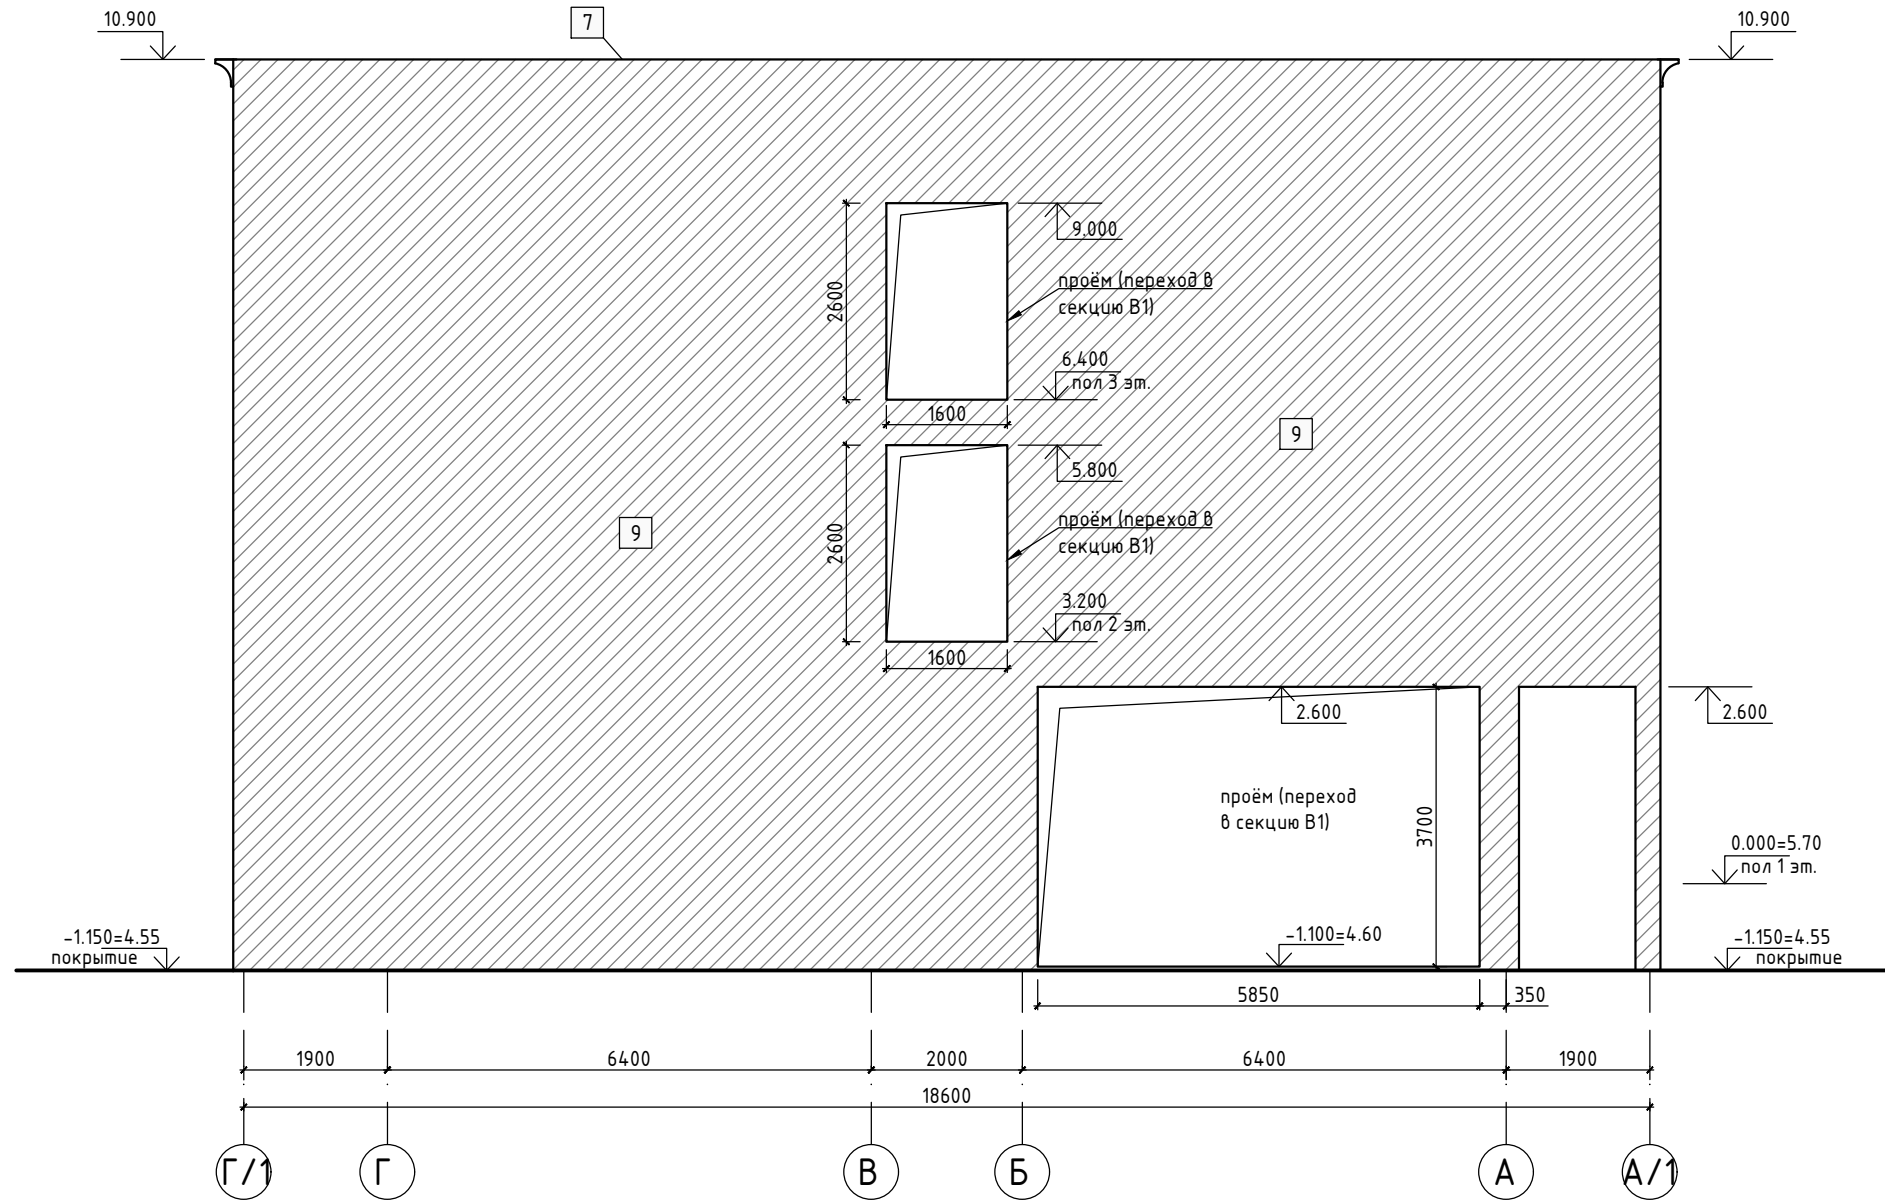 10.900
7
10.900
9.000
2600
проём (переход в
секцию В1)
6.400
пол 3 эт.
1600
9
5.800
9
2600
проём (переход в
секцию В1)
3.200
пол 2 эт.
1600
2.600
2.600
проём (переход
в секцию В1)
3700
0.000=5.70
пол 1 эт.
-1.150=4.55
покрытие
-1.100=4.60
-1.150=4.55
покрытие
5850
350
1900
6400
2000
6400
1900
18600
Г/1
Г
В
Б
А
А/1